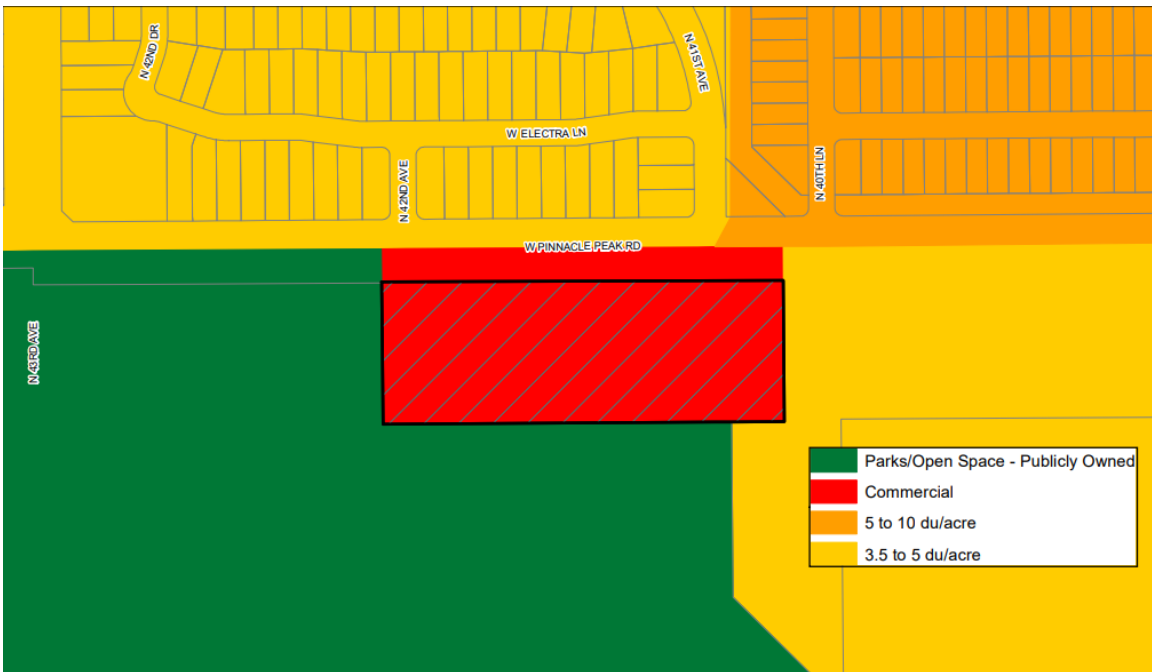 N 42ND DR
N 41ST AVE
W ELECTRA LN
N 42ND AVE
N 40TH LN
W PINNACLE PEAK RD
N 43RD AVE
Parks/Open Space - Publicly Owned
Commercial
5 to 10 du/acre
3.5 to 5 du/acre